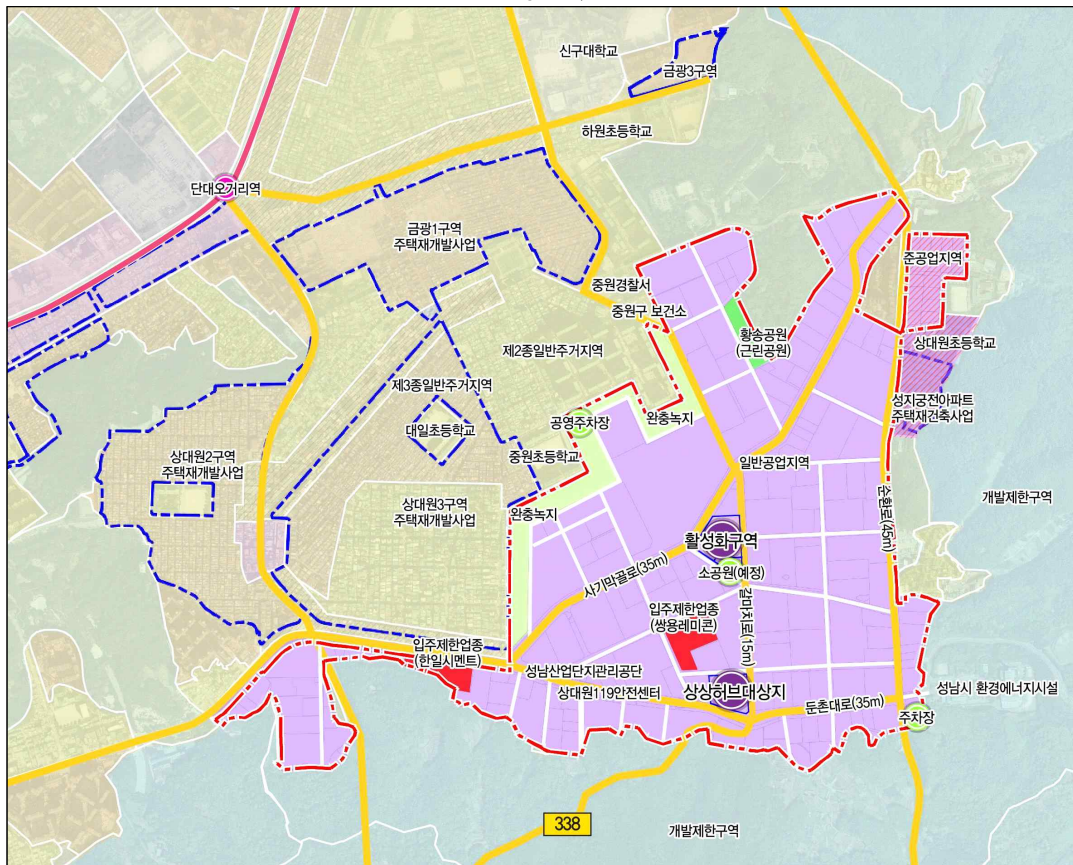 신구대학교
금광3구역
하원초등학교
단대오거리역
금광1구역
주택재개발사업
준공업지역
중원경찰서
중원구 보건소
황송공원
(근린공원)
상대원초등학교
제2종일반주거지역
제3종일반주거지역
성지궁전아파트
주택재건축사업
공영주차장
완충녹지
대일초등학교
중원초등학교
상대원2구역
주택재개발사업
일반공업지역
상대원3구역
주택재개발사업
완충녹지
개발제한구역
순환로(45m)
활성화구역
소공원(예정)
사기막골로(35m)
갈마치로(15m)
입주제한업종
(쌍용레미콘)
입주제한업종
(한일시멘트)
성남산업단지관리공단
상대원119안전센터
상상허브대상지
둔촌대로(35m)
성남시 환경에너지시설
주차장
338
개발제한구역